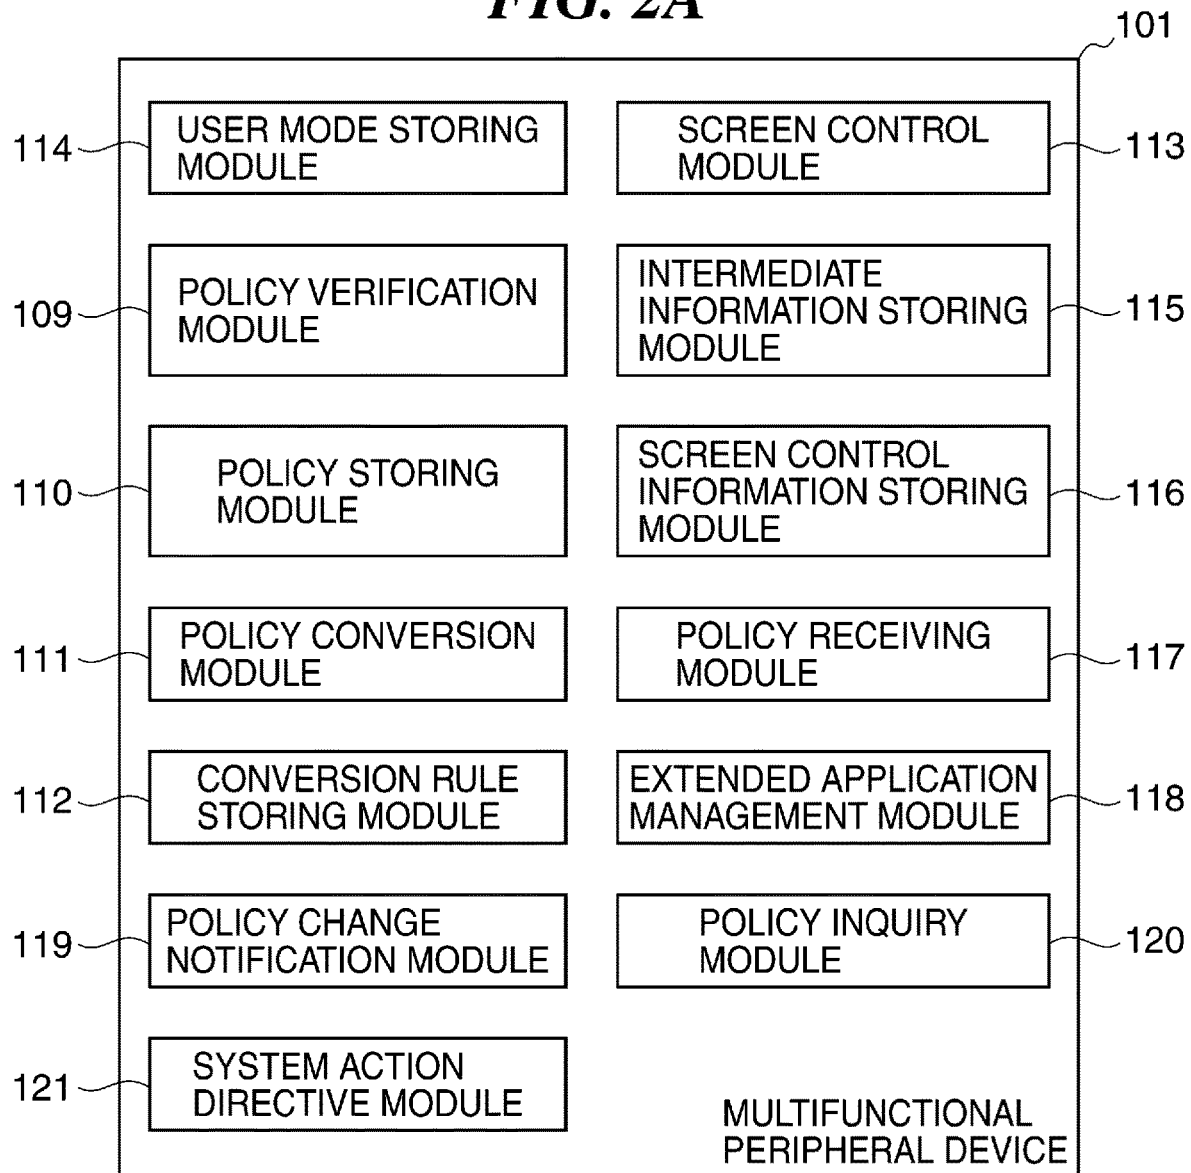 FIG. 2A
101
114
USER MODE STORING
MODULE
SCREEN CONTROL
MODULE
113
109
POLICY VERIFICATION
MODULE
INTERMEDIATE
INFORMATION STORING
MODULE
115
110
POLICY STORING
MODULE
SCREEN CONTROL
INFORMATION STORING
MODULE
116
111
POLICY CONVERSION
MODULE
POLICY RECEIVING
MODULE
117
112
CONVERSION RULE
STORING MODULE
EXTENDED APPLICATION
MANAGEMENT MODULE
118
119
POLICY CHANGE
NOTIFICATION MODULE
POLICY INQUIRY
MODULE
120
121
SYSTEM ACTION
DIRECTIVE MODULE
MULTIFUNCTIONAL
PERIPHERAL DEVICE